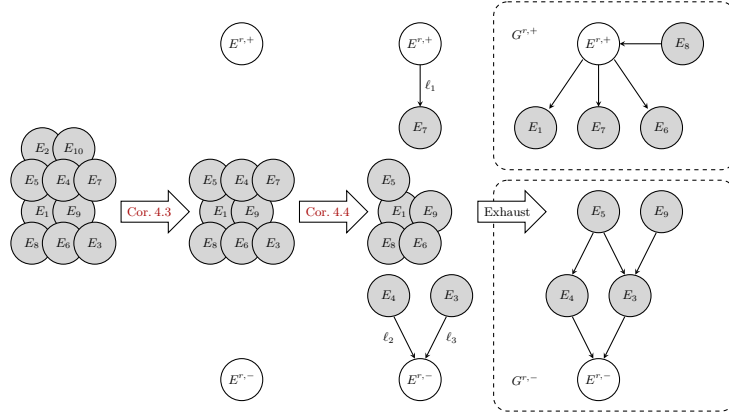 E^{r,+}
E_2 E_10
E_5 E_4 E_7
E_1 E_9
E_8 E_6 E_3
Cor. 4.3
E_5 E_4 E_7
E_1 E_9
E_8 E_6 E_3
E^{r,-}
Cor. 4.4
E^{r,+}
ℓ_1
E_7
E_5
E_1 E_9
E_8 E_6
E_4 E_3
ℓ_2 ℓ_3
E^{r,-}
Exhaust
G^{r,+}
E^{r,+} E_8
E_1 E_7 E_6
E_5 E_9
E_4 E_3
G^{r,-}
E^{r,-}